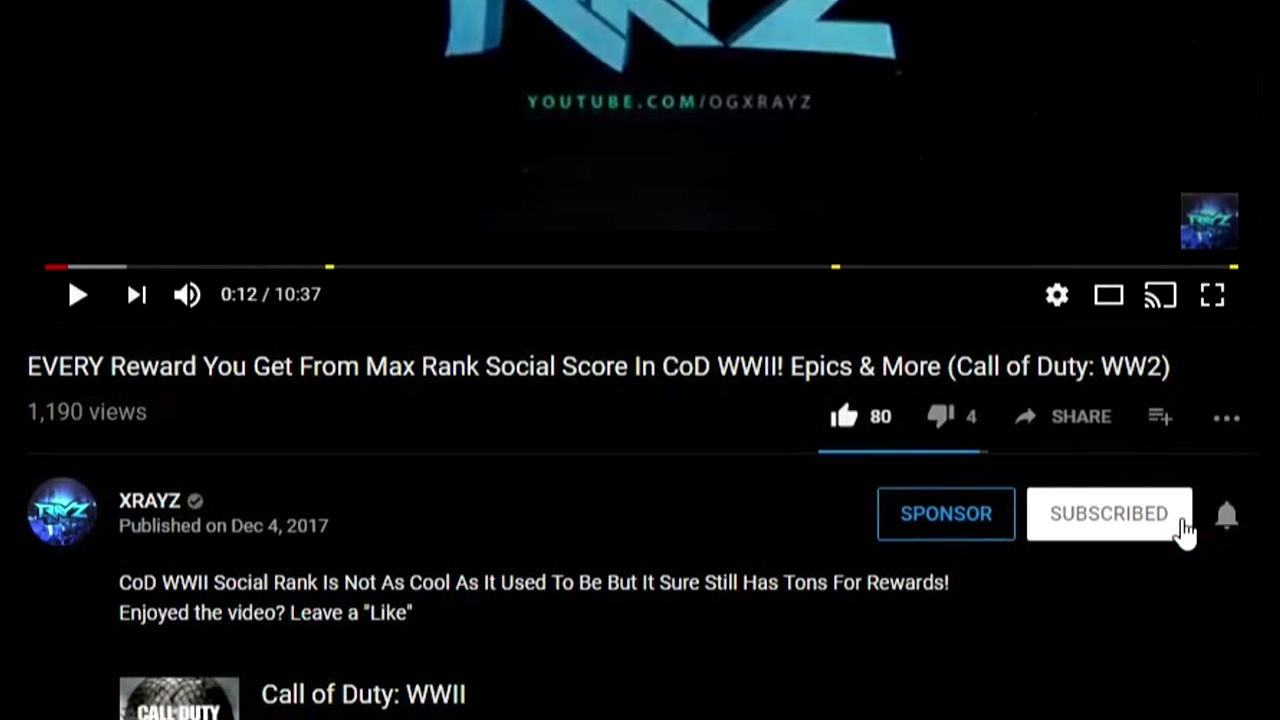 YOUTUBE.COM/OGXRAYZ
0:12 / 10:37
EVERY Reward You Get From Max Rank Social Score In CoD WWII! Epics & More (Call of Duty: WW2)
1,190 views
80 4 SHARE
XRAYZ
Published on Dec 4, 2017
SPONSOR SUBSCRIBED
CoD WWII Social Rank Is Not As Cool As It Used To Be But It Sure Still Has Tons For Rewards!
Enjoyed the video? Leave a "Like"
Call of Duty: WWII
CALL DUTY